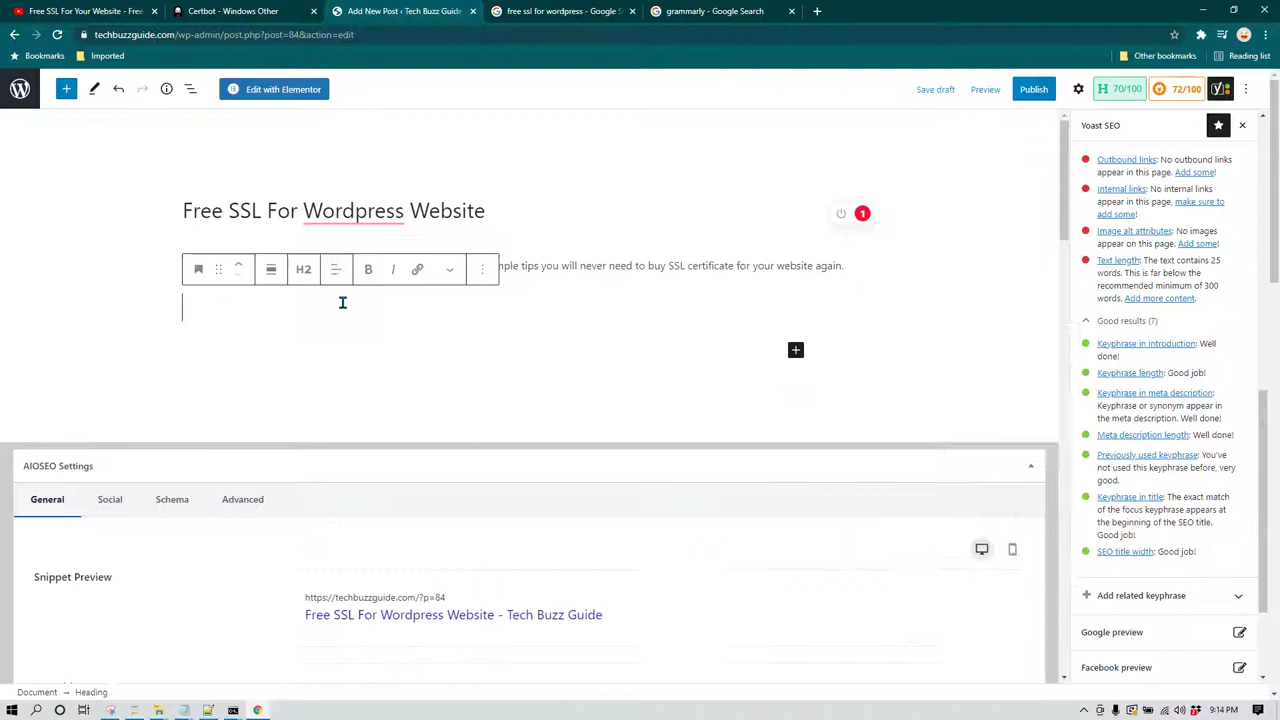 Free SSL For Your Website - Free
Certbot - Windows Other
Add New Post ‹ Tech Buzz Guide
free ssl for wordpress - Google S
grammarly - Google Search
techbuzzguide.com/wp-admin/post.php?post=84&action=edit
Bookmarks
Imported
Other bookmarks
Reading list
Edit with Elementor
Save draft
Preview
Publish
70/100
72/100
Yoast SEO
Outbound links: No outbound links
appear in this page. Add some!
Internal links: No internal links
appear in this page, make sure to
add some!
Image alt attributes: No images
appear on this page. Add some!
Text length: The text contains 25
words. This is far below the
recommended minimum of 300
words. Add more content.
Good results (7)
Keyphrase in introduction: Well
done!
Keyphrase length: Good job!
Keyphrase in meta description:
Keyphrase or synonym appear in
the meta description. Well done!
Meta description length: Well done!
Previously used keyphrase: You've
not used this keyphrase before, very
good.
Keyphrase in title: The exact match
of the focus keyphrase appears at
the beginning of the SEO title.
Good job!
SEO title width: Good job!
Add related keyphrase
Google preview
Facebook preview
Free SSL For Wordpress Website
1
H2
B
I
mple tips you will never need to buy SSL certificate for your website again.
AIOSEO Settings
General
Social
Schema
Advanced
Snippet Preview
https://techbuzzguide.com/?p=84
Free SSL For Wordpress Website - Tech Buzz Guide
Document → Heading
9:14 PM